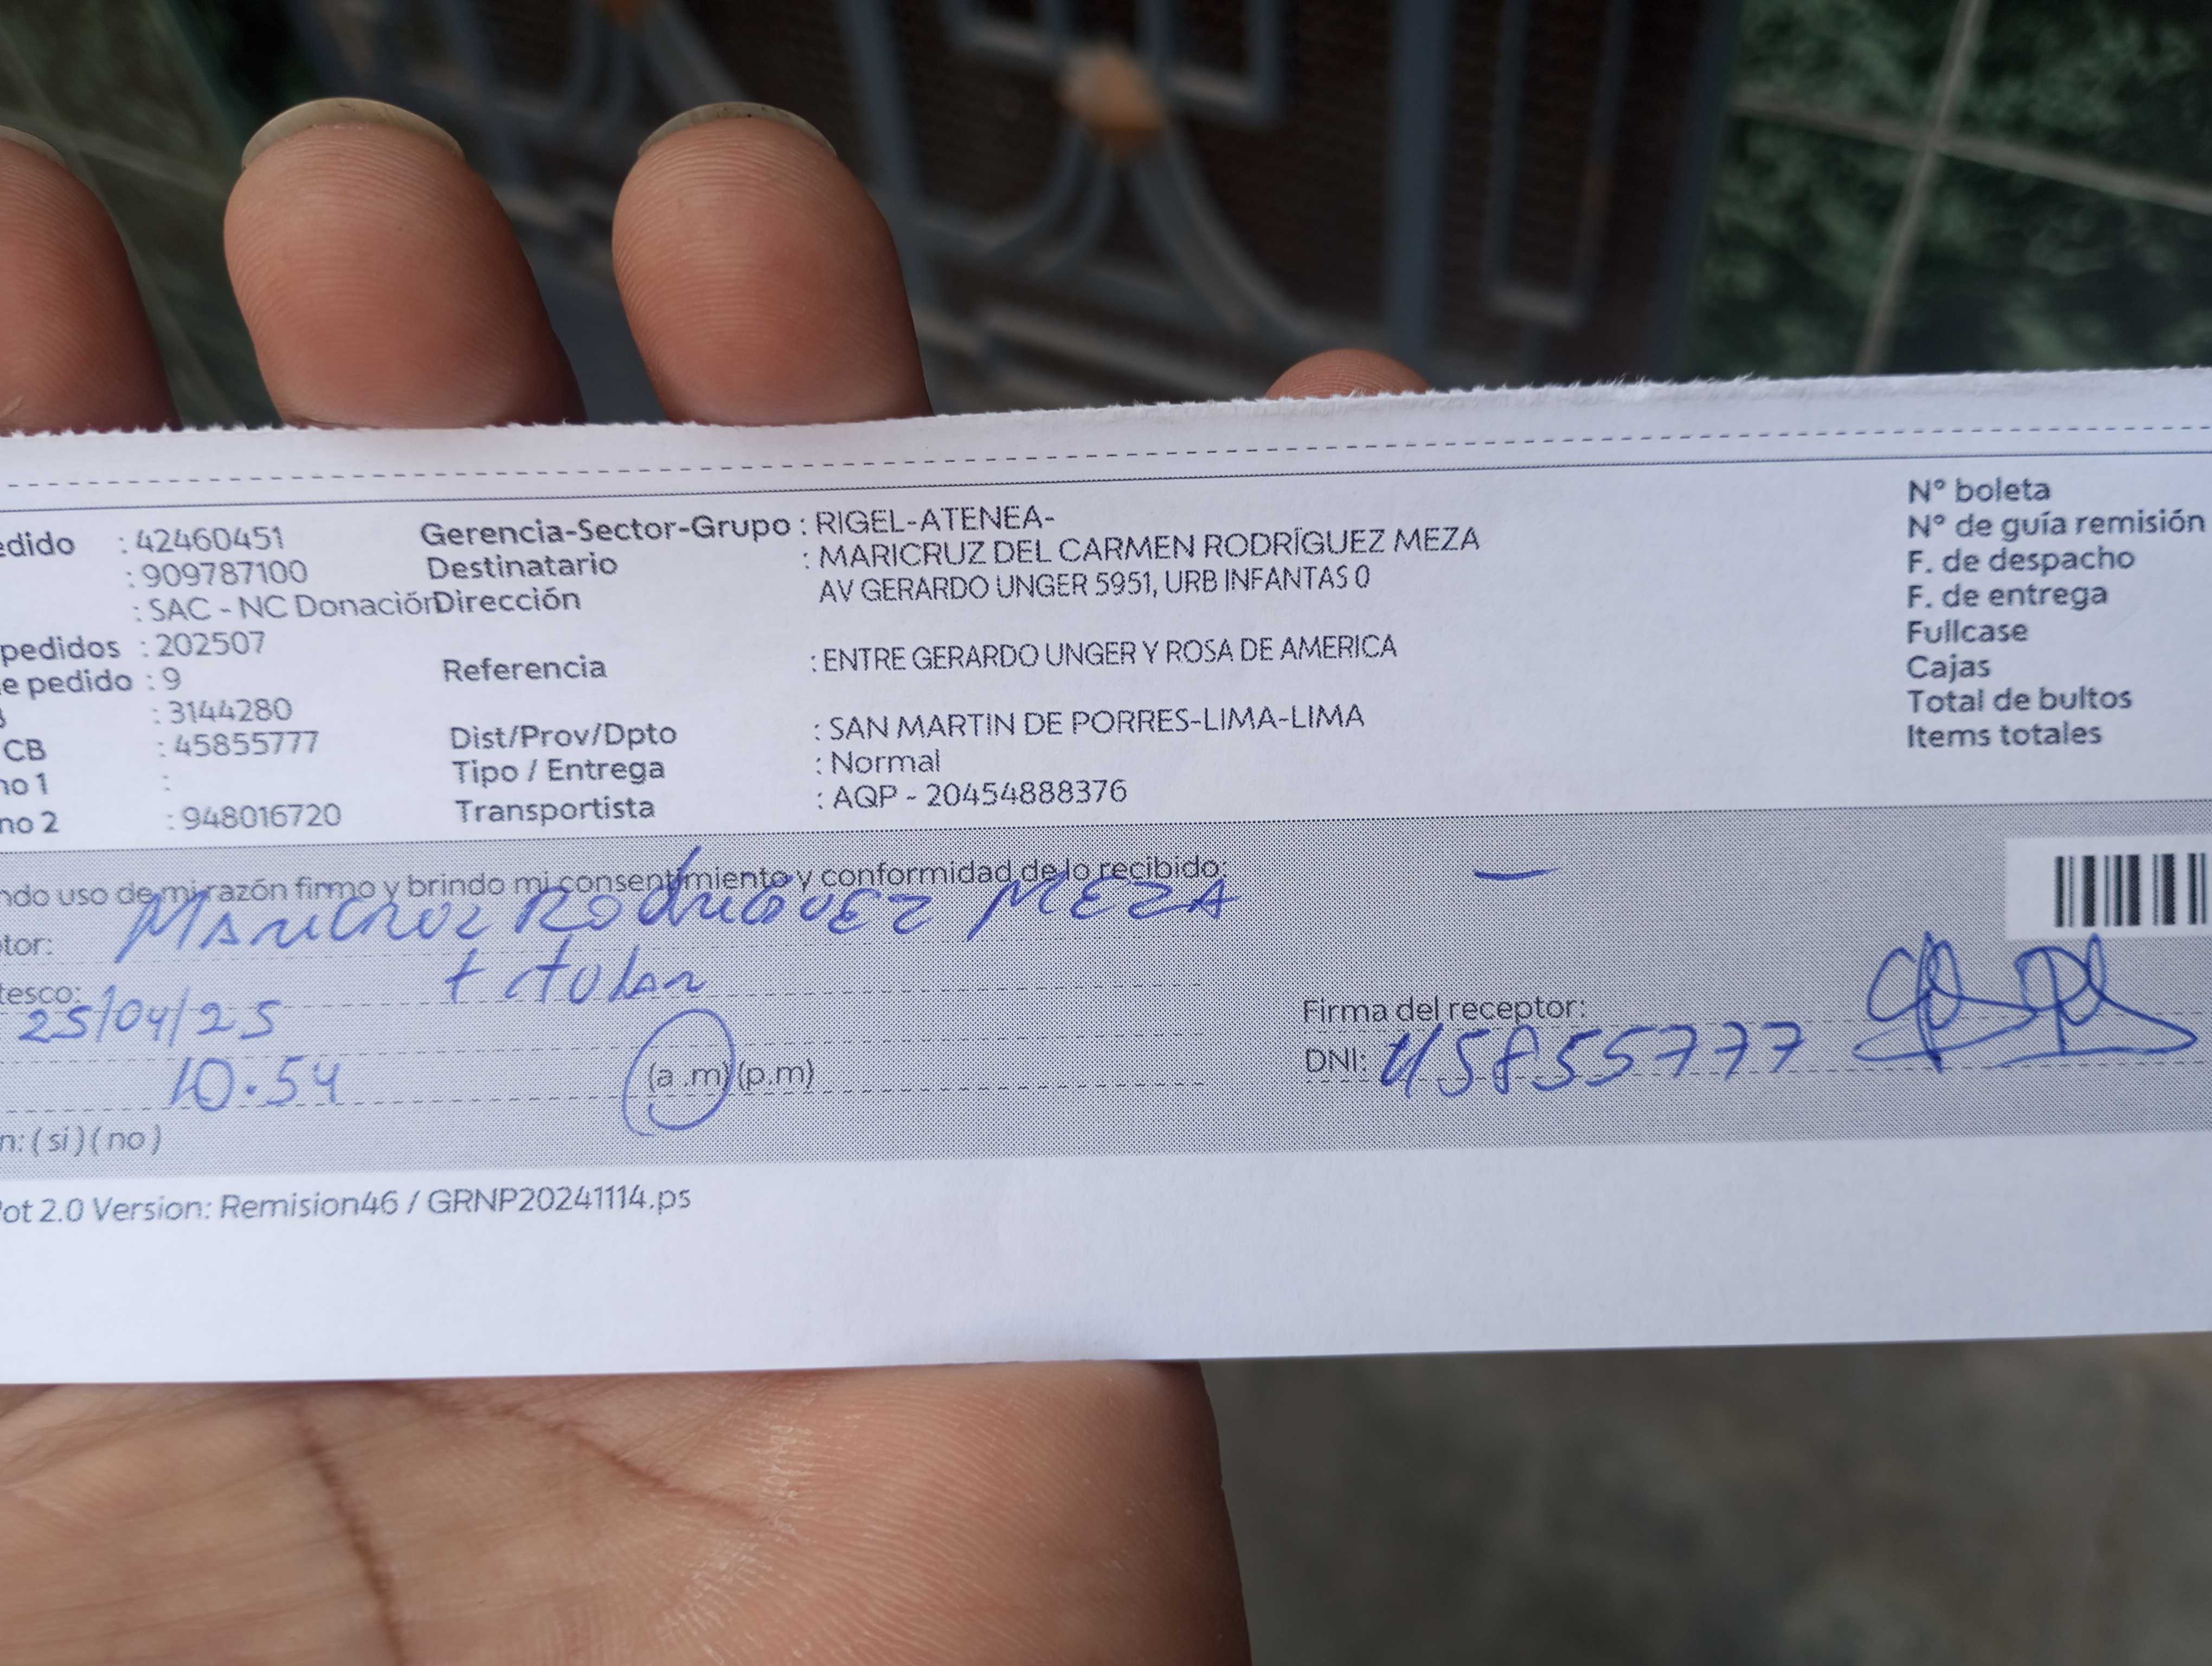 edido : 42460451 Gerencia-Sector-Grupo : RIGEL-ATENEA- N° boleta
: 909787100 Destinatario : MARICRUZ DEL CARMEN RODRÍGUEZ MEZA N° de guía remisión
: SAC - NC Donación Dirección AV GERARDO UNGER 5951, URB INFANTAS 0 F. de despacho
pedidos : 202507 F. de entrega
e pedido : 9 Referencia : ENTRE GERARDO UNGER Y ROSA DE AMERICA Fullcase
: 3144280 Cajas
CB : 45855777 Dist/Prov/Dpto : SAN MARTIN DE PORRES-LIMA-LIMA Total de bultos
no 1 : Tipo / Entrega : Normal Items totales
no 2 : 948016720 Transportista : AQP - 20454888376
ndo uso de mi razón firmo y brindo mi consentimiento y conformidad de lo recibido:
tor: MARICRUZ RODRIGUEZ MEZA
tesco: titular
25/04/25 Firma del receptor:
10.54 (a .m) (p.m) DNI: 45855777
n: ( si ) ( no )
ot 2.0 Version: Remision46 / GRNP20241114.ps